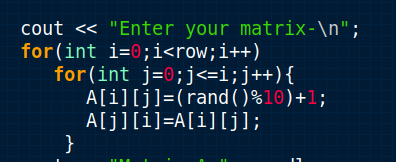 cout << "Enter your matrix-\n";
for(int i=0;i<row;i++)
for(int j=0;j<=i;j++){
A[i][j]=(rand()%10)+1;
A[j][i]=A[i][j];
}